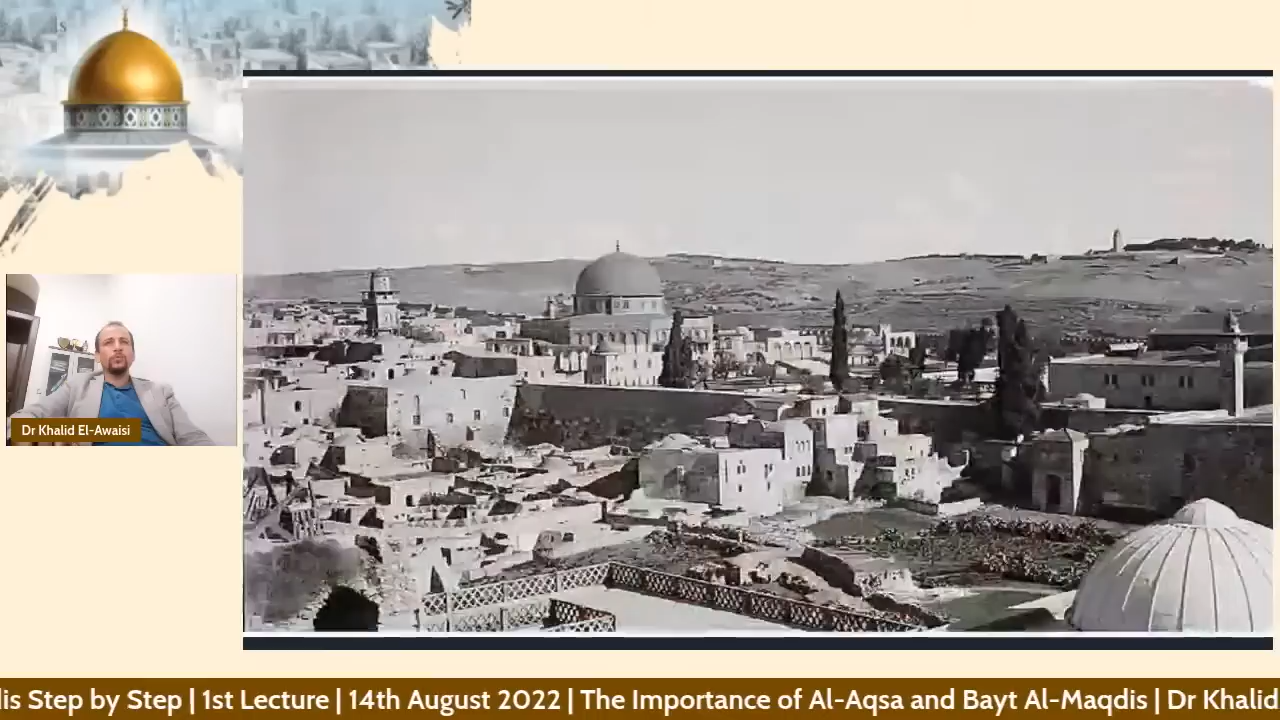 Dr Khalid El-Awaisi
is Step by Step | 1st Lecture | 14th August 2022 | The Importance of Al-Aqsa and Bayt Al-Maqdis | Dr Khalid